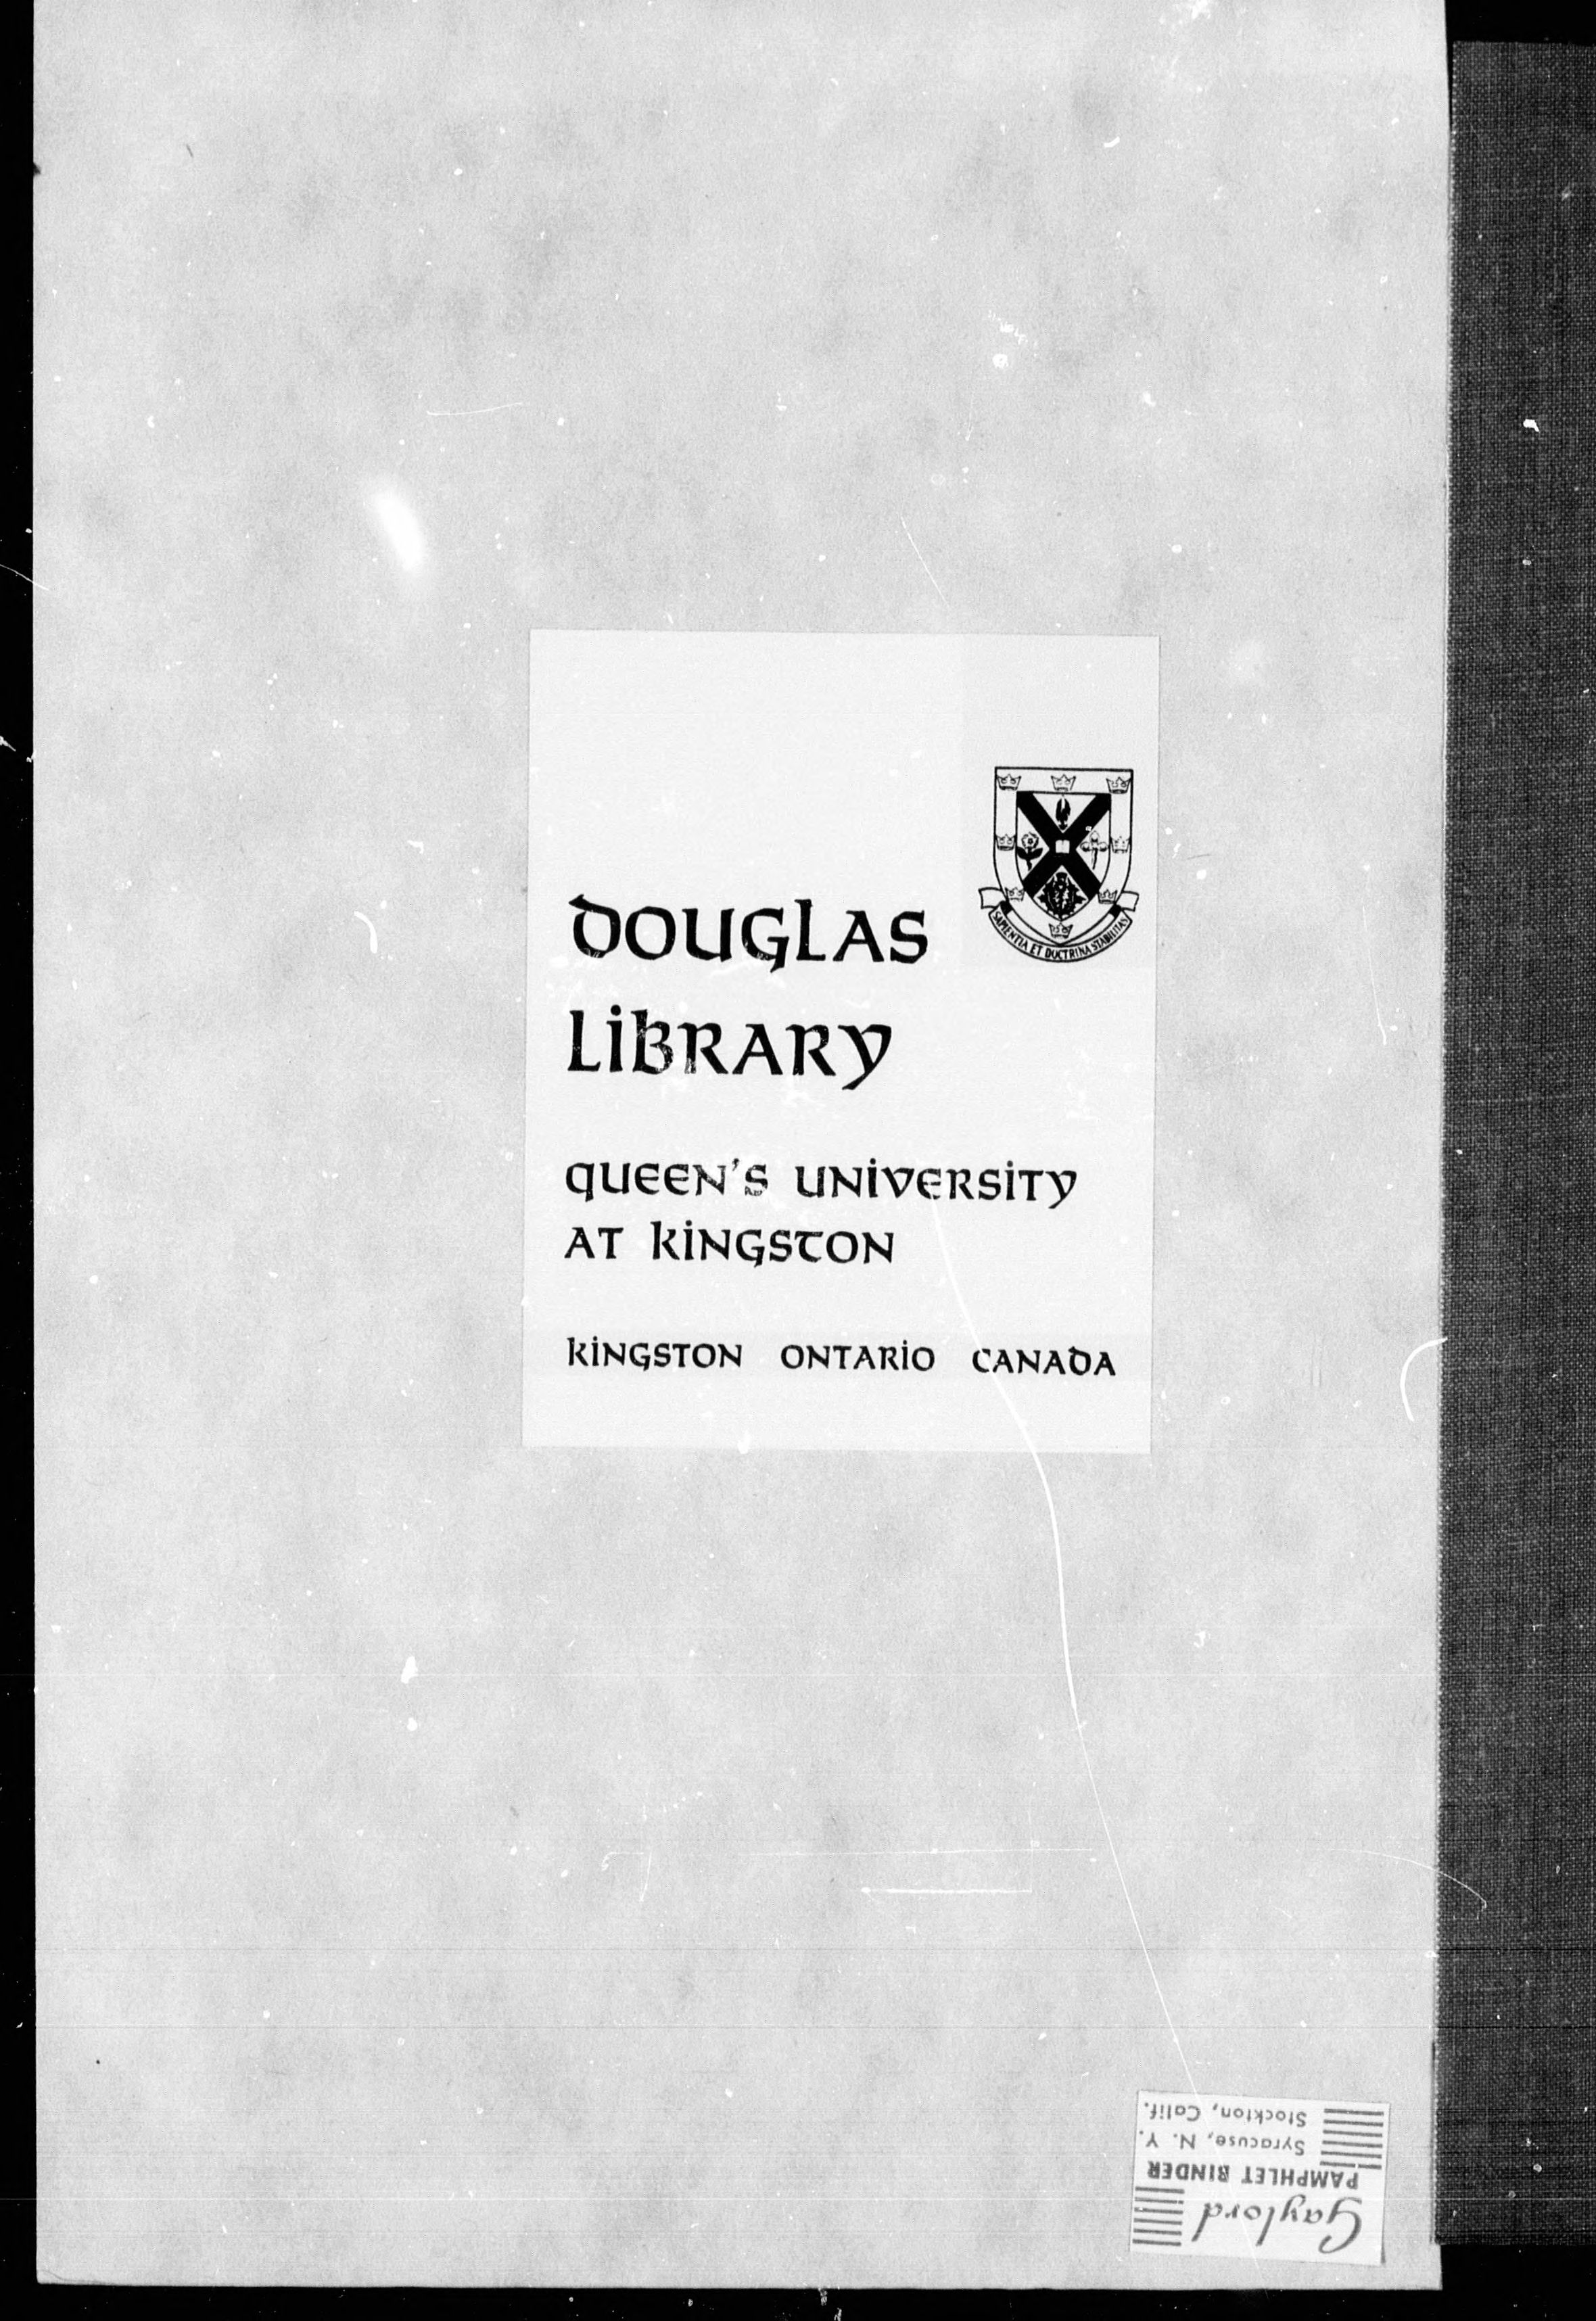 DOUGLAS
LIBRARY
SAPIENTIA ET DOCTRINA STABILITAS
QUEEN'S UNIVERSITY
AT KINGSTON
KINGSTON ONTARIO CANADA
Gaylord
PAMPHLET BINDER
Syracuse, N. Y.
Stockton, Calif.